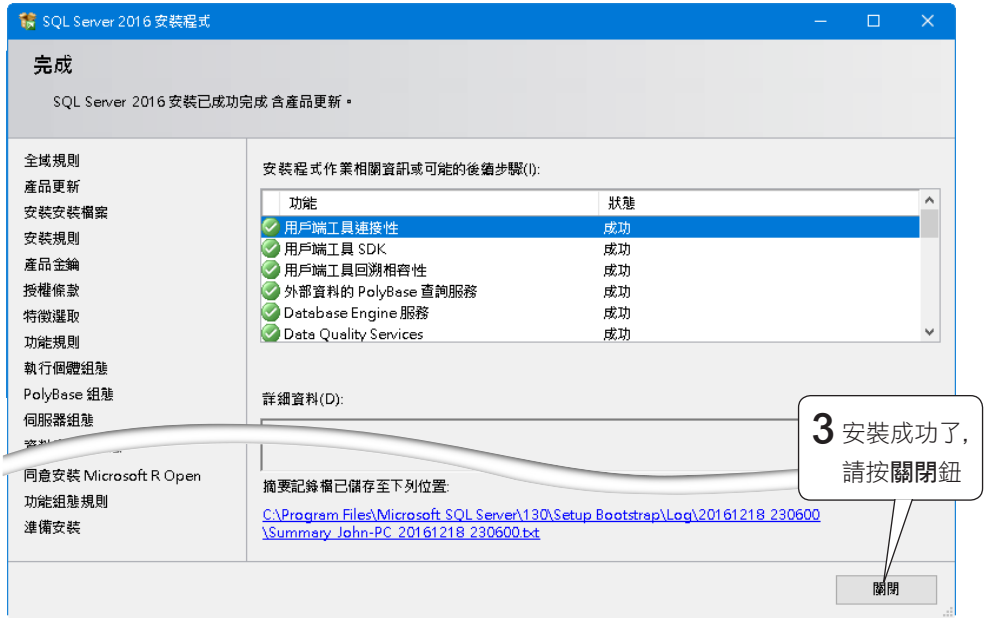 SQL Server 2016 安裝程式
完成
SQL Server 2016 安裝已成功完成 含產品更新。
全域規則
產品更新
安裝安裝檔案
安裝規則
產品金鑰
授權條款
特徵選取
功能規則
執行個體組態
PolyBase 組態
伺服器組態
同意安裝 Microsoft R Open
功能組態規則
準備安裝
安裝程式作業相關資訊或可能的後續步驟(I):
功能 狀態
用戶端工具連接性 成功
用戶端工具 SDK 成功
用戶端工具回溯相容性 成功
外部資料的 PolyBase 查詢服務 成功
Database Engine 服務 成功
Data Quality Services 成功
詳細資料(D):
摘要記錄檔已儲存至下列位置:
C:\Program Files\Microsoft SQL Server\130\Setup Bootstrap\Log\20161218_230600
\Summary_John-PC_20161218_230600.txt
3 安裝成功了,
請按關閉鈕
關閉